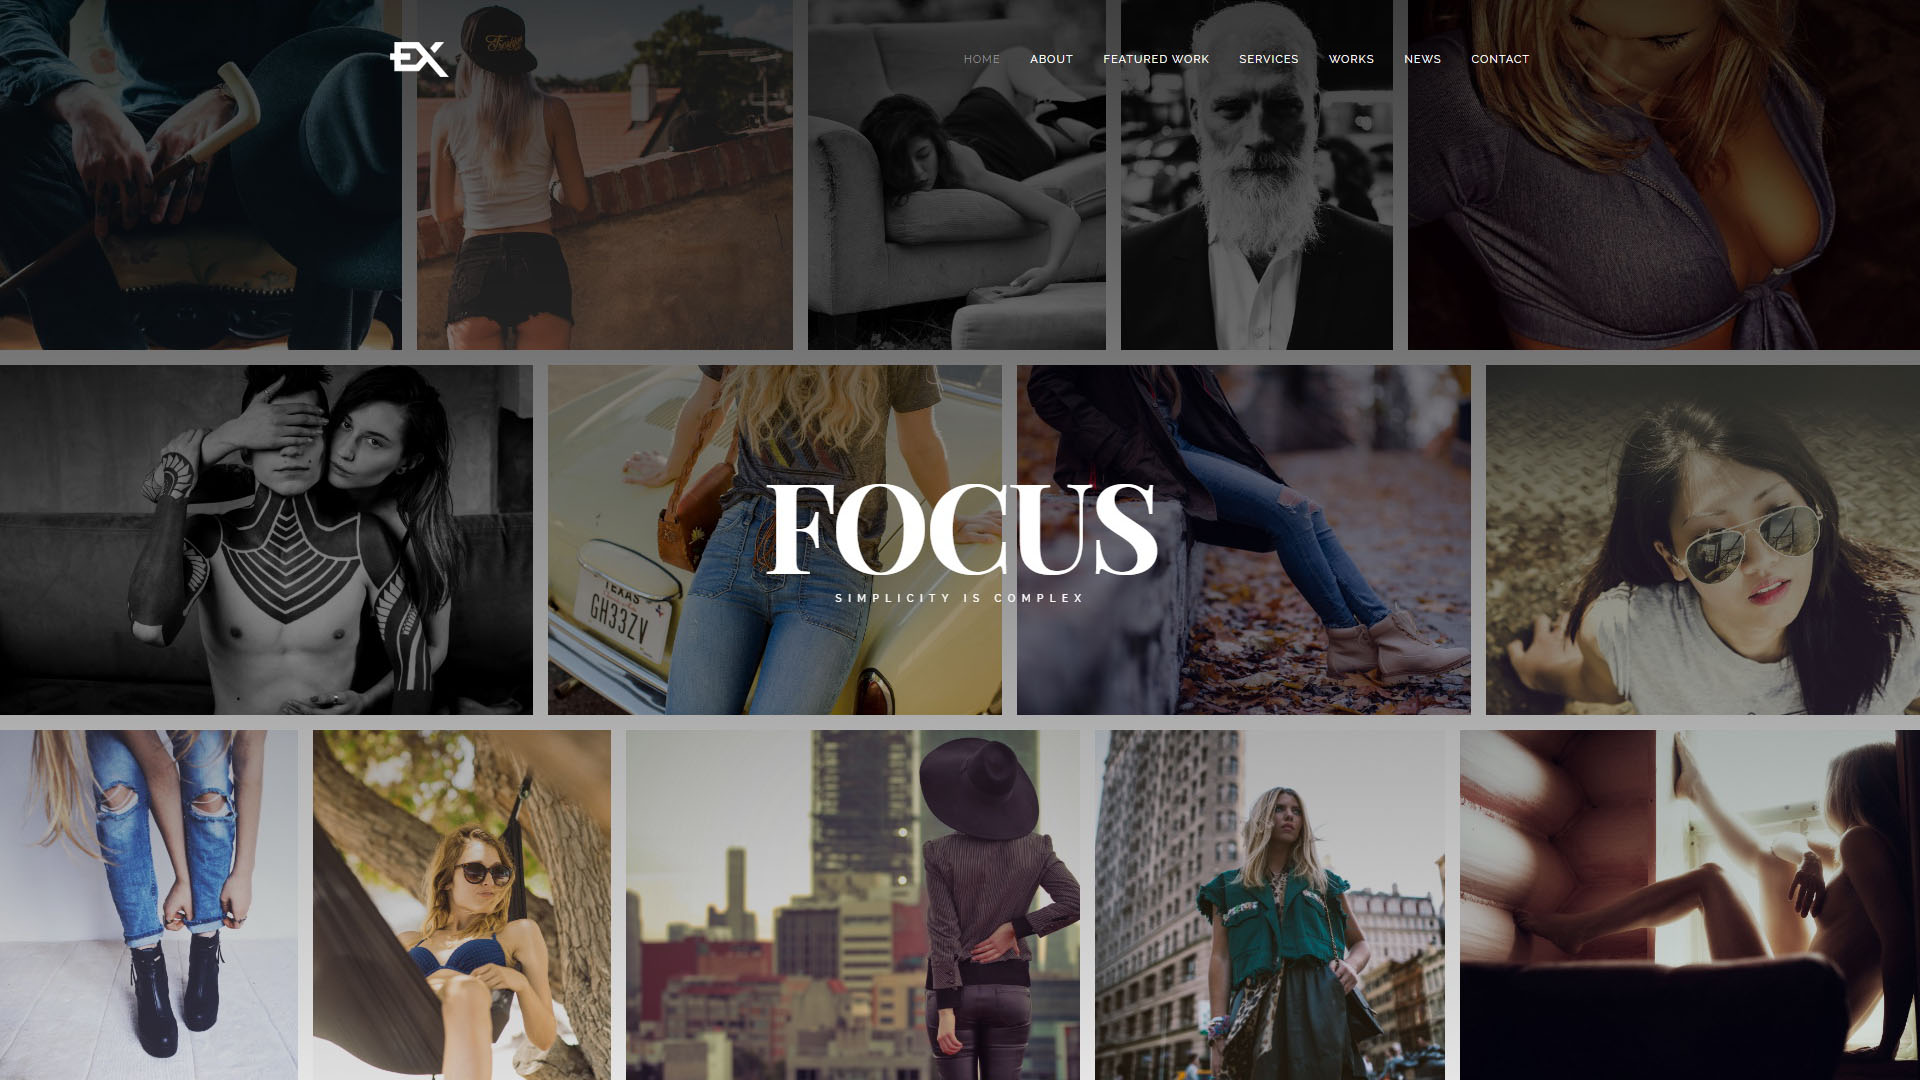 EX
HOME ABOUT FEATURED WORK SERVICES WORKS NEWS CONTACT
FOCUS
SIMPLICITY IS COMPLEX
TEXAS
GH33ZV